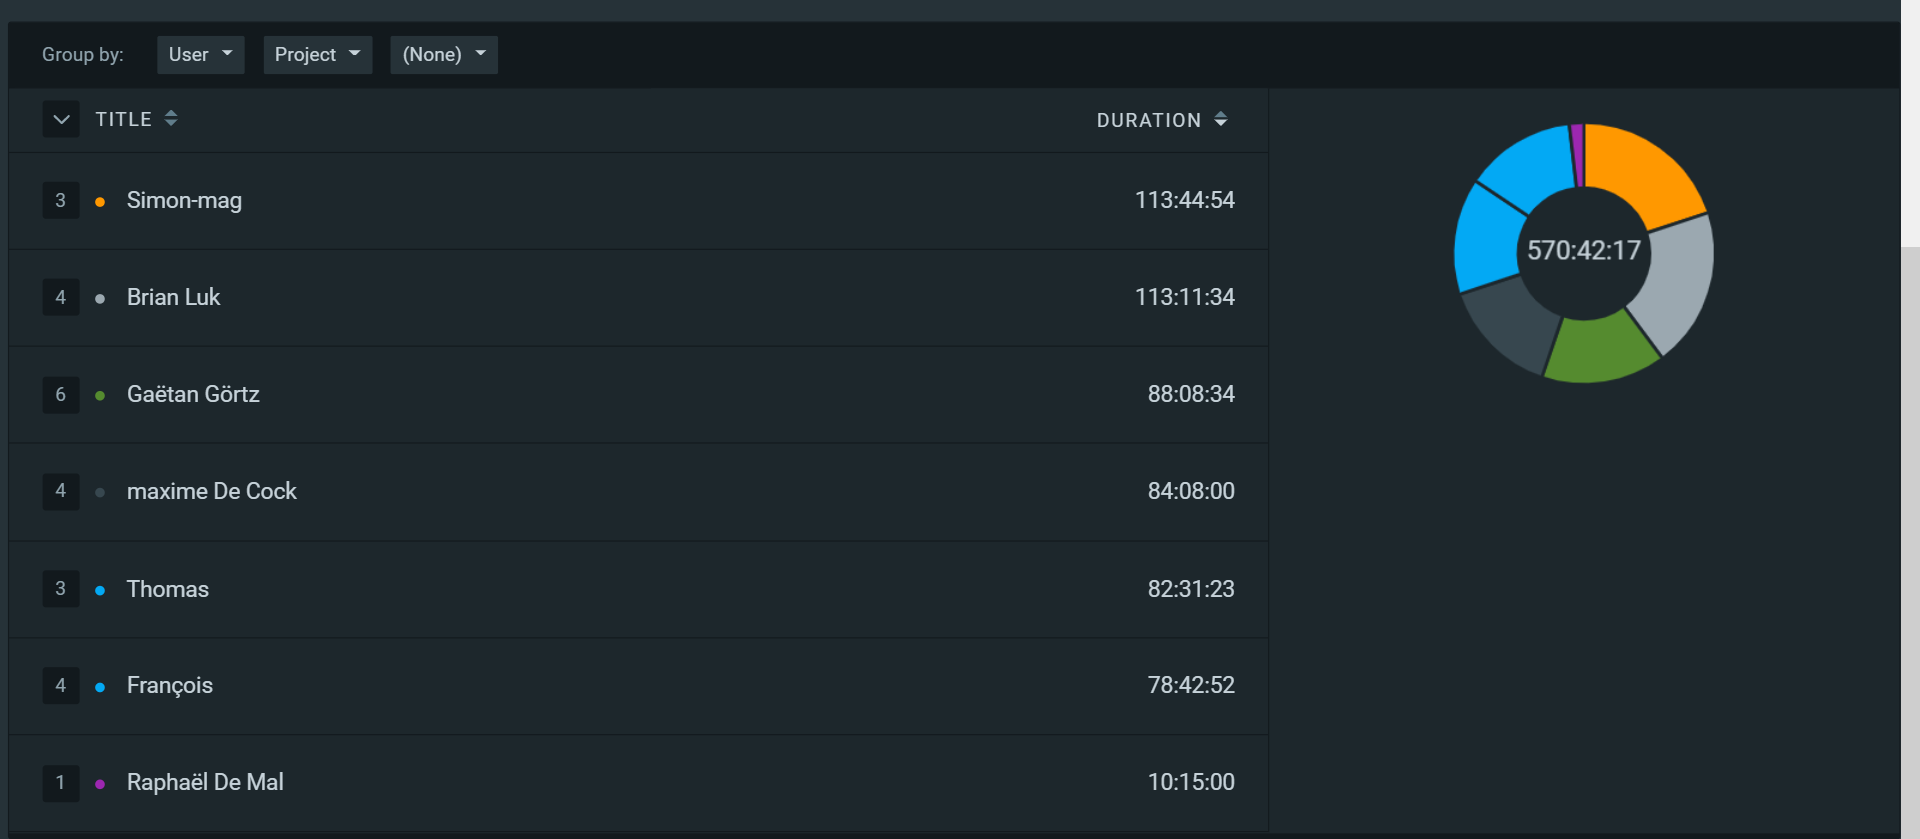 Group by: User Project (None)
TITLE DURATION
3 Simon-mag 113:44:54
4 Brian Luk 113:11:34
6 Gaëtan Görtz 88:08:34
4 maxime De Cock 84:08:00
3 Thomas 82:31:23
4 François 78:42:52
1 Raphaël De Mal 10:15:00
570:42:17